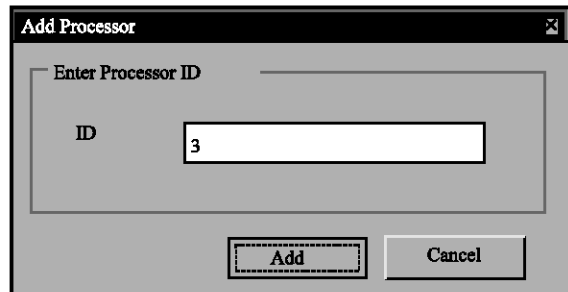 Add Processor
Enter Processor ID
ID
3
Add
Cancel